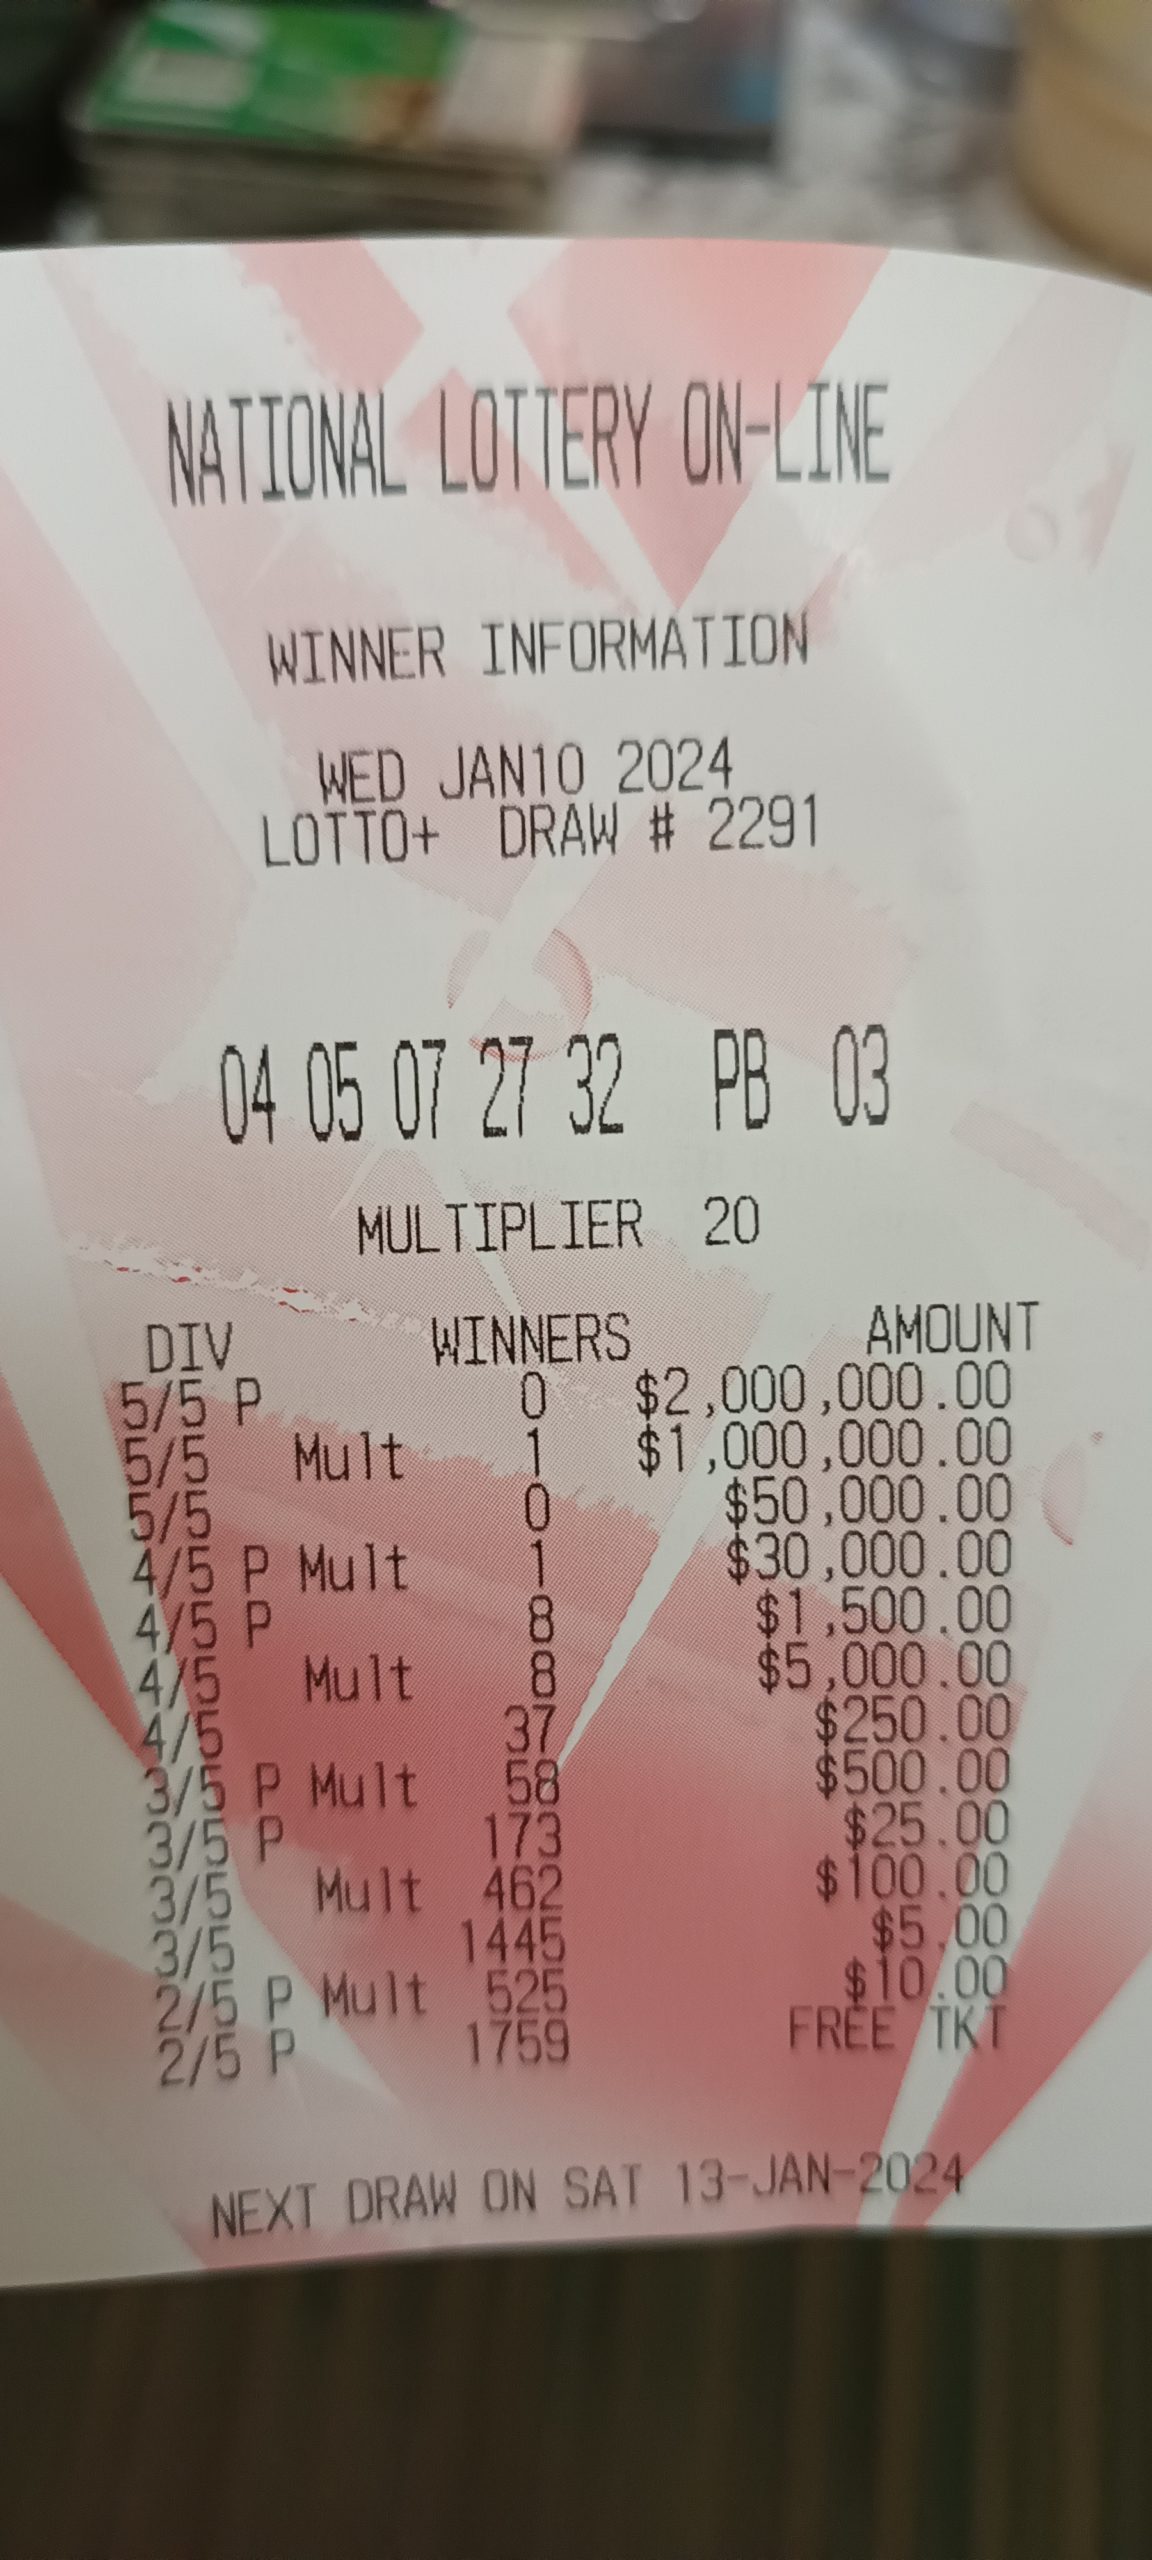 NATIONAL LOTTERY ON-LINE
WINNER INFORMATION
WED JAN10 2024
LOTTO+ DRAW # 2291
04 05 07 27 32 PB 03
MULTIPLIER 20
DIV WINNERS AMOUNT
5/5 P 0 $2,000,000.00
5/5 Mult 1 $1,000,000.00
5/5 0 $50,000.00
4/5 P Mult 1 $30,000.00
4/5 P 8 $1,500.00
4/5 Mult 8 $5,000.00
4/5 37 $250.00
3/5 P Mult 58 $500.00
3/5 P 173 $25.00
3/5 Mult 462 $100.00
3/5 1445 $5.00
2/5 P Mult 525 $10.00
2/5 P 1759 FREE TKT
NEXT DRAW ON SAT 13-JAN-2024